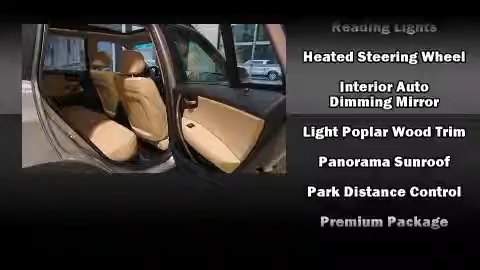 Reading Lights
Heated Steering Wheel
Interior Auto
Dimming Mirror
Light Poplar Wood Trim
Panorama Sunroof
Park Distance Control
Premium Package